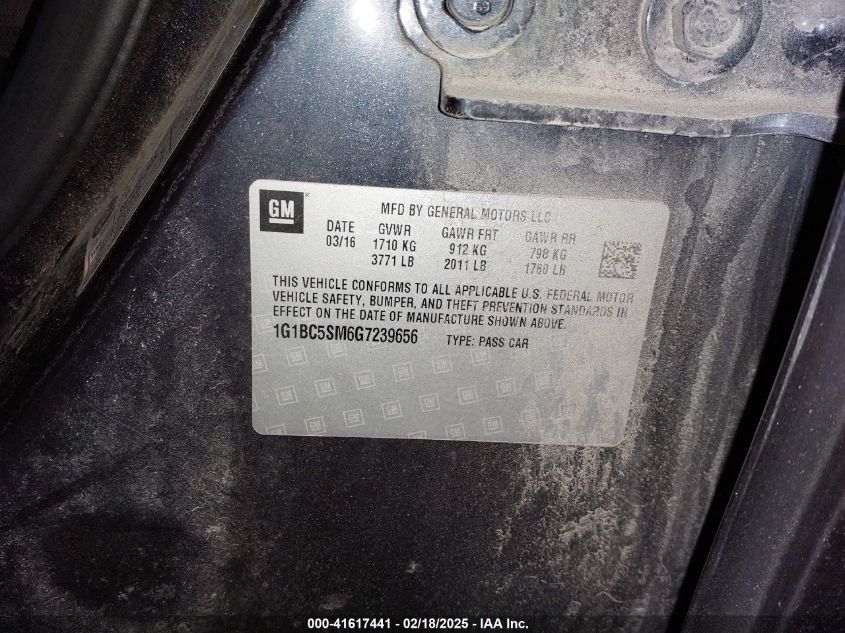 GM
MFD BY GENERAL MOTORS LLC
DATE GVWR GAWR FRT GAWR RR
03/16 1710 KG 912 KG 798 KG
3771 LB 2011 LB 1760 LB
THIS VEHICLE CONFORMS TO ALL APPLICABLE U.S. FEDERAL MOTOR
VEHICLE SAFETY, BUMPER, AND THEFT PREVENTION STANDARDS IN
EFFECT ON THE DATE OF MANUFACTURE SHOWN ABOVE.
1G1BC5SM6G7239656 TYPE: PASS CAR
000-41617441 - 02/18/2025 - IAA Inc.